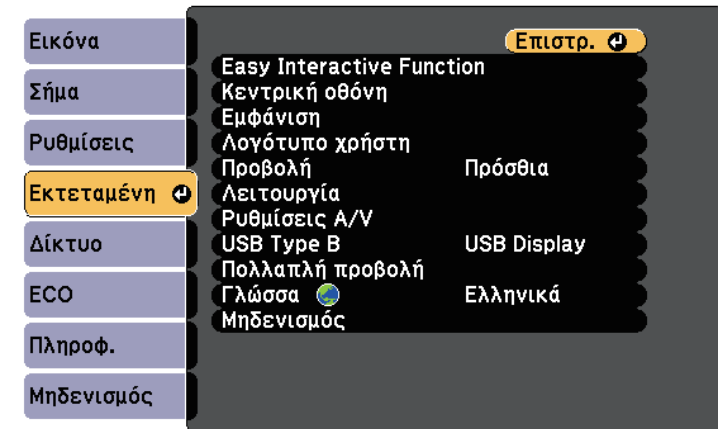 Εικόνα
Σήμα
Ρυθμίσεις
Εκτεταμένη
Δίκτυο
ECO
Πληροφ.
Μηδενισμός
Επιστρ.
Easy Interactive Function
Κεντρική οθόνη
Εμφάνιση
Λογότυπο χρήστη
Προβολή Πρόσθια
Λειτουργία
Ρυθμίσεις A/V
USB Type B USB Display
Πολλαπλή προβολή
Γλώσσα Ελληνικά
Μηδενισμός